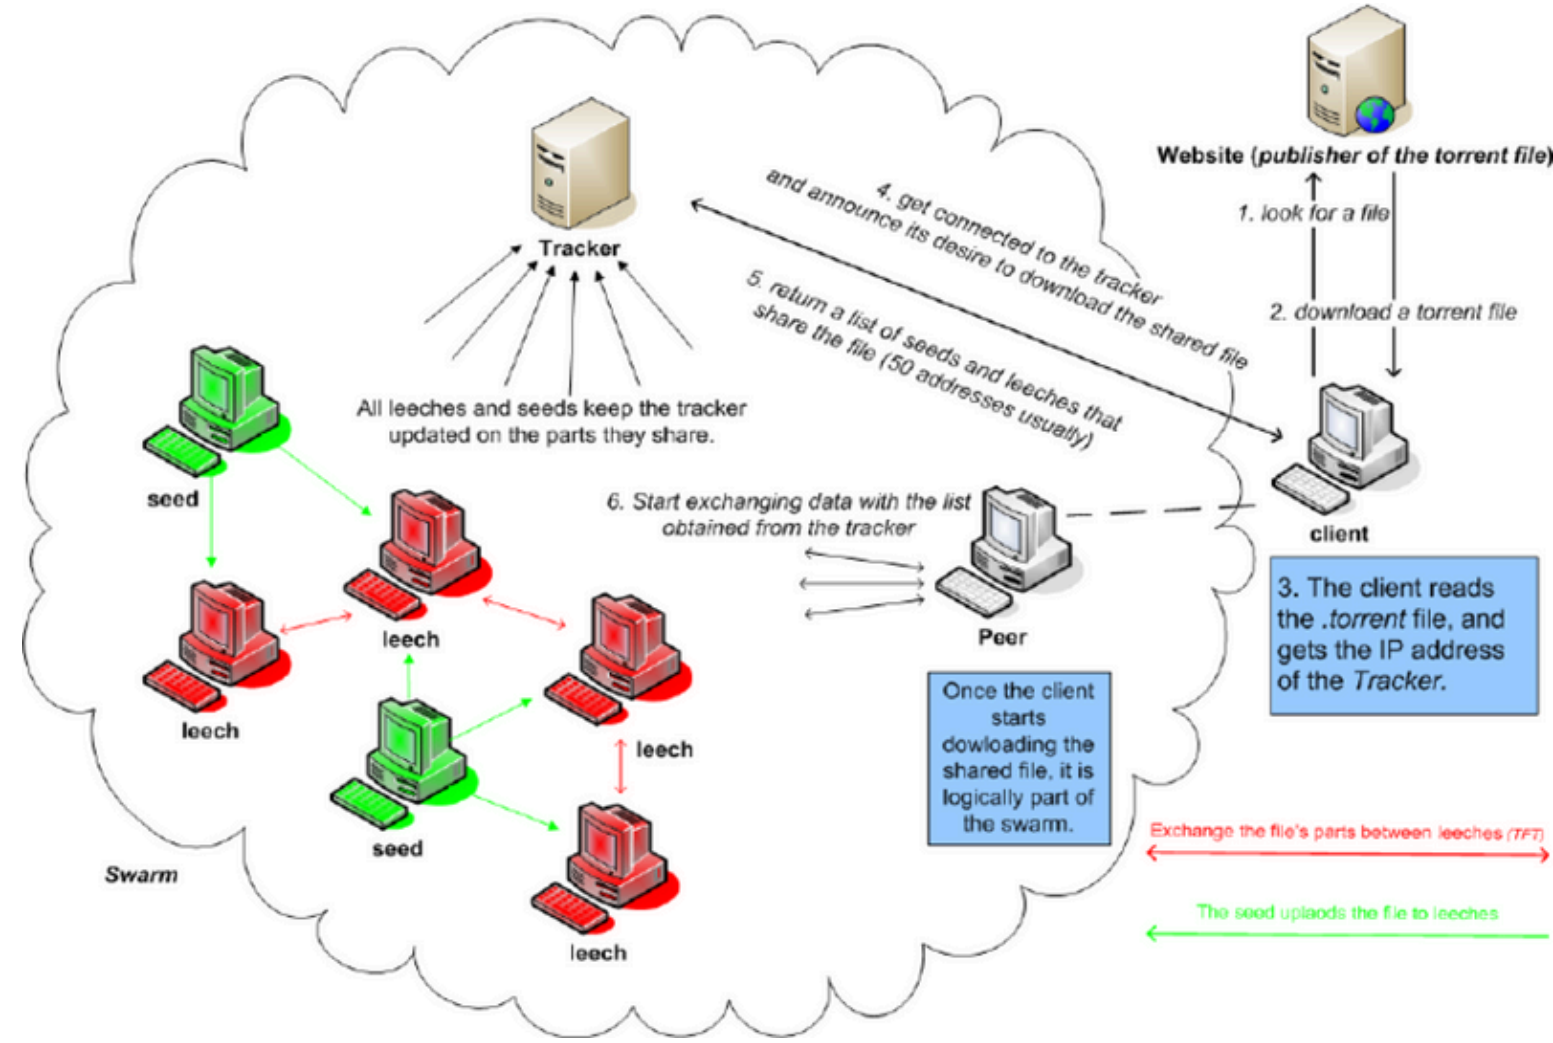 Website (publisher of the torrent file)
1. look for a file
2. download a torrent file
4. get connected to the tracker
and announce its desire to download the shared file
5. return a list of seeds and leeches that
share the file (50 addresses usually)
Tracker
All leeches and seeds keep the tracker
updated on the parts they share.
seed
6. Start exchanging data with the list
obtained from the tracker
client
3. The client reads
the .torrent file, and
gets the IP address
of the Tracker.
leech
Peer
leech
leech
Once the client
starts
dowloading the
shared file, it is
logically part of
the swarm.
seed
Swarm
leech
Exchange the file's parts between leeches (TFT)
The seed uplaods the file to leeches